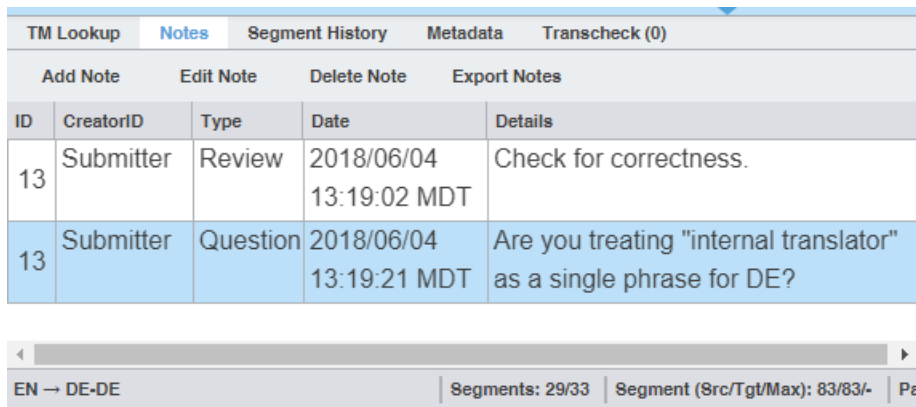 TM Lookup Notes Segment History Metadata Transcheck (0)
Add Note Edit Note Delete Note Export Notes
ID CreatorID Type Date Details
13 Submitter Review 2018/06/04 13:19:02 MDT Check for correctness.
13 Submitter Question 2018/06/04 13:19:21 MDT Are you treating "internal translator" as a single phrase for DE?
EN → DE-DE Segments: 29/33 Segment (Src/Tgt/Max): 83/83/- Pa